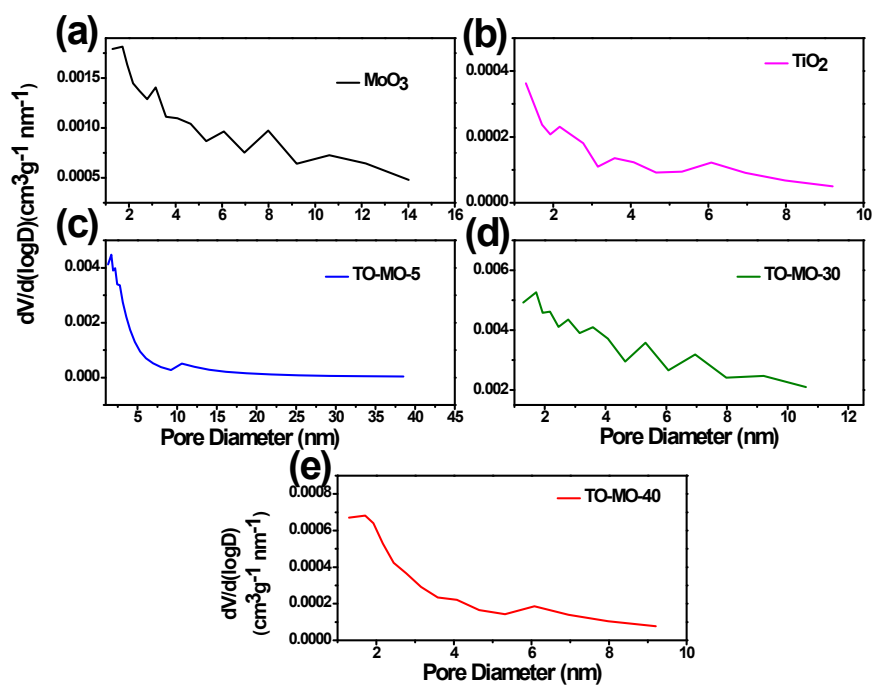 (a)
(b)
dV/d(logD)(cm³g⁻¹ nm⁻¹)
0.0015
0.0010
0.0005
MoO₃
2 4 6 8 10 12 14 16
0.0004
0.0002
0.0000
TiO₂
2 4 6 8 10
(c)
(d)
0.004
0.002
0.000
TO-MO-5
5 10 15 20 25 30 35 40 45
Pore Diameter (nm)
0.006
0.004
0.002
TO-MO-30
2 4 6 8 10 12
Pore Diameter (nm)
(e)
dV/d(logD)
(cm³g⁻¹ nm⁻¹)
0.0008
0.0006
0.0004
0.0002
0.0000
TO-MO-40
2 4 6 8 10
Pore Diameter (nm)